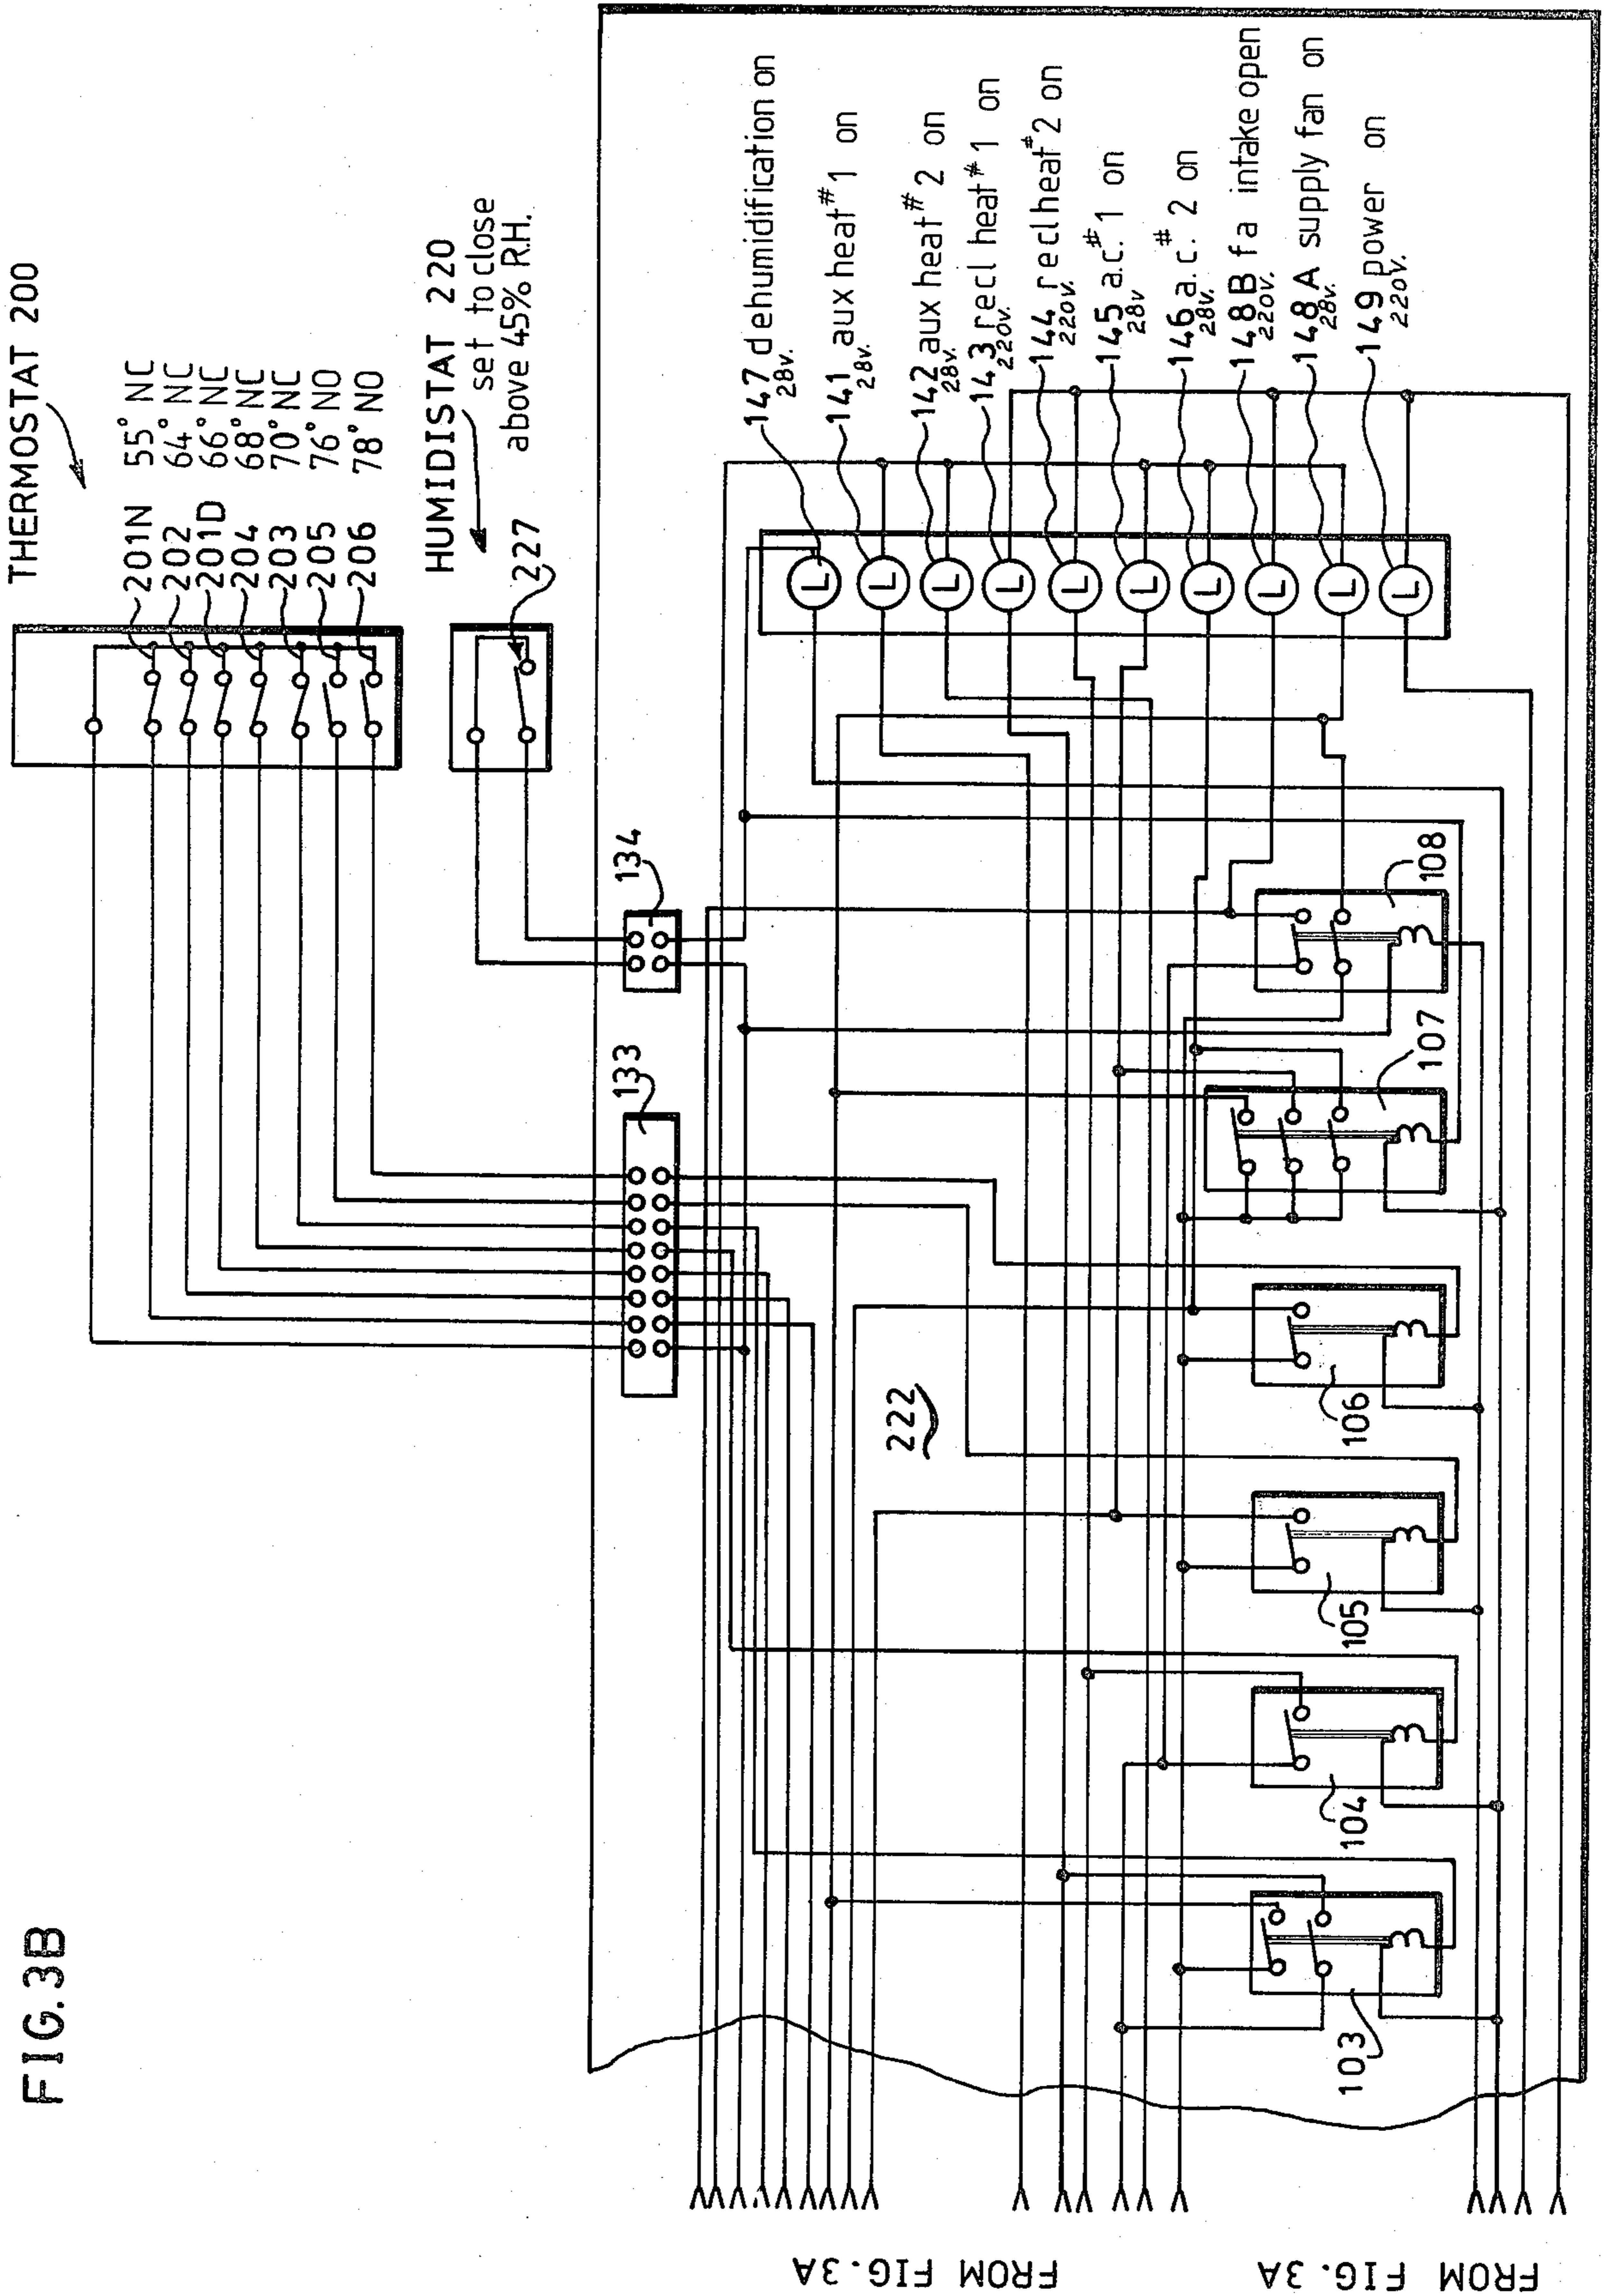 FIG.3B
THERMOSTAT 200
201N 55° NC
202 64° NC
201D 66° NC
204 68° NC
203 70° NC
205 76° NO
206 78° NO
HUMIDISTAT 220
set to close
above 45% R.H.
227
134
133
147 dehumidification on
28v.
141 aux heat #1 on
28v.
142 aux heat #2 on
28v.
143 recl heat #1 on
220v.
144 recl heat #2 on
220v.
145 a.c. #1 on
28v
146 a.c. #2 on
28v.
148B fa intake open
220v.
148A supply fan on
28v.
149 power on
220v.
L
L
L
L
L
L
L
L
L
L
222
103
104
105
106
107
108
FROM FIG.3A
FROM FIG.3A